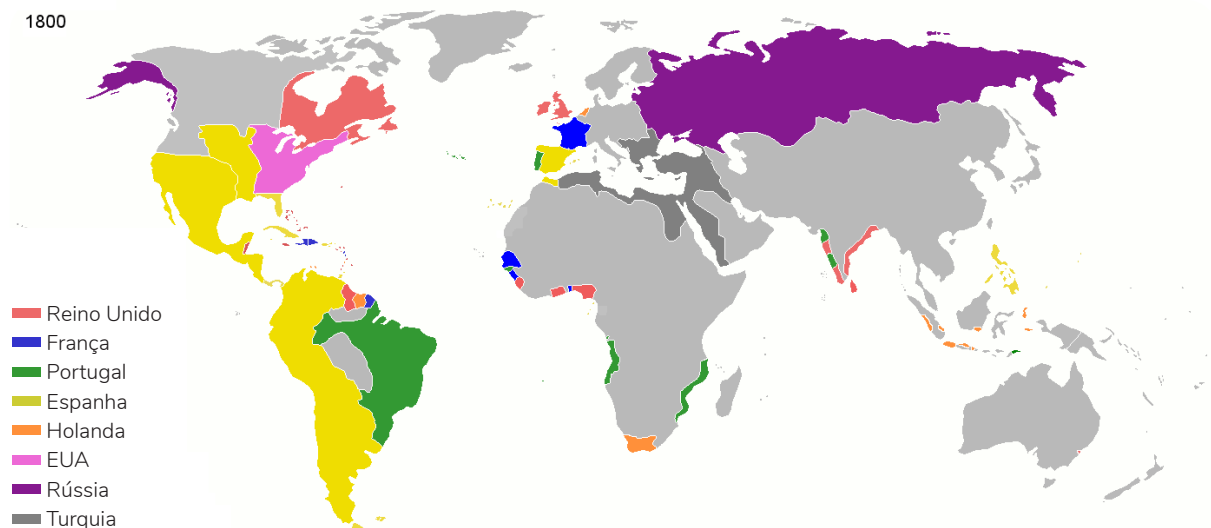 1800
Reino Unido
França
Portugal
Espanha
Holanda
EUA
Rússia
Turquia